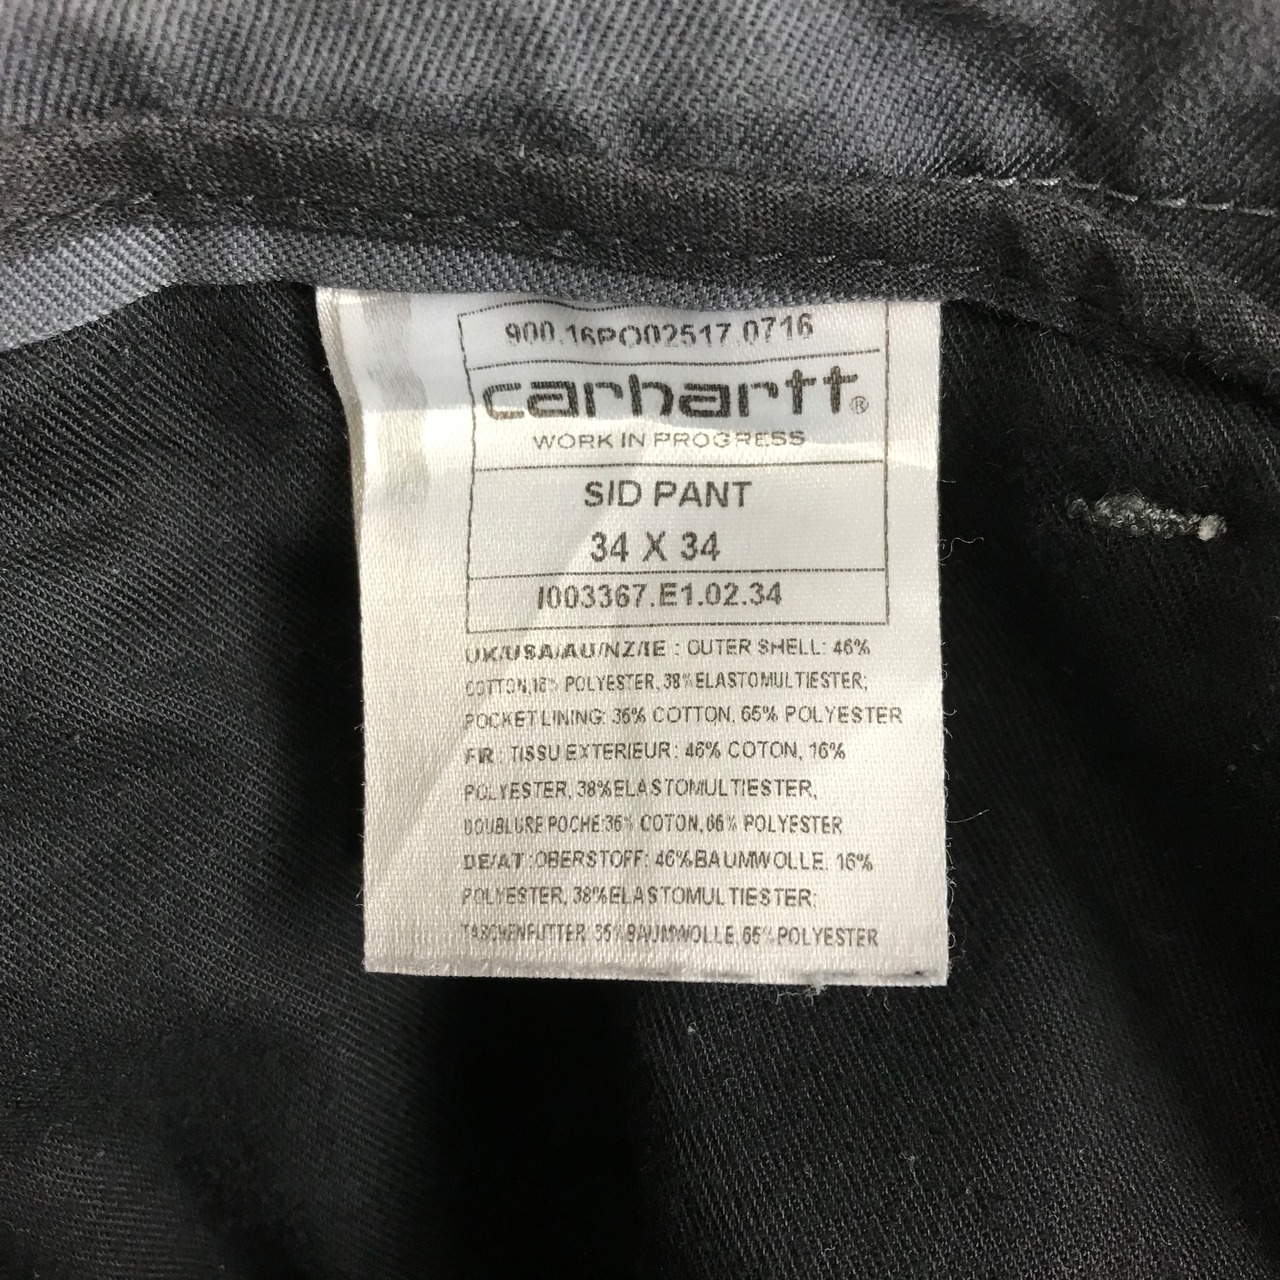 900.16PO02517.0716
carhartt®
WORK IN PROGRESS
SID PANT
34 X 34
I003367.E1.02.34
UK/USA/AU/NZ/IE : OUTER SHELL: 46%
COTTON,16% POLYESTER, 38%ELASTOMULTIESTER;
POCKET LINING: 35% COTTON, 65% POLYESTER
FR : TISSU EXTERIEUR: 46% COTON, 16%
POLYESTER, 38%ELASTOMULTIESTER,
DOUBLURE POCHE:35% COTON,65% POLYESTER
DE/AT :OBERSTOFF: 46%BAUMWOLLE, 16%
POLYESTER, 38%ELASTOMULTIESTER;
TASCHENFUTTER, 35%BAUMWOLLE,65%POLYESTER